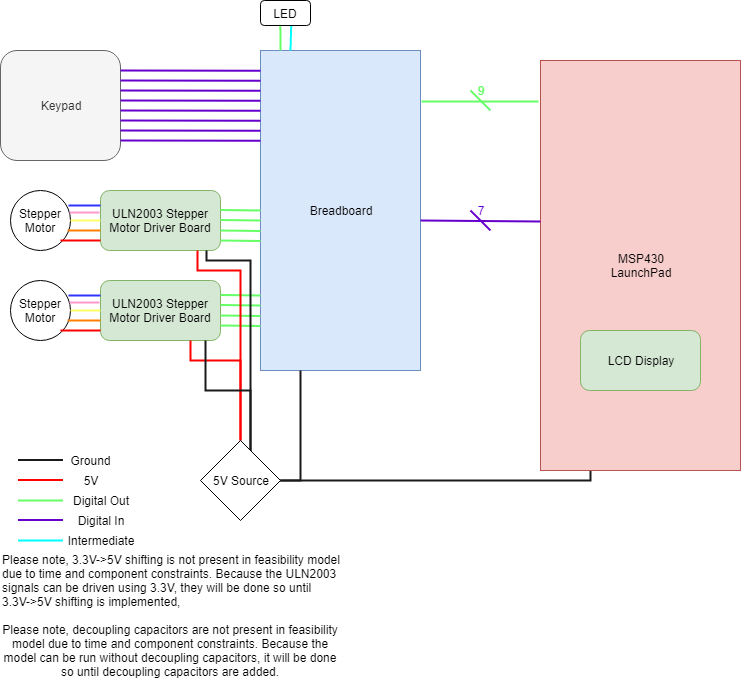 LED
Keypad
9
Stepper
Motor
ULN2003 Stepper
Motor Driver Board
Breadboard
7
MSP430
LaunchPad
Stepper
Motor
ULN2003 Stepper
Motor Driver Board
LCD Display
Ground
5V
Digital Out
Digital In
Intermediate
5V Source
Please note, 3.3V->5V shifting is not present in feasibility model
due to time and component constraints. Because the ULN2003
signals can be driven using 3.3V, they will be done so until
3.3V->5V shifting is implemented,
Please note, decoupling capacitors are not present in feasibility
model due to time and component constraints. Because the
model can be run without decoupling capacitors, it will be done
so until decoupling capacitors are added.